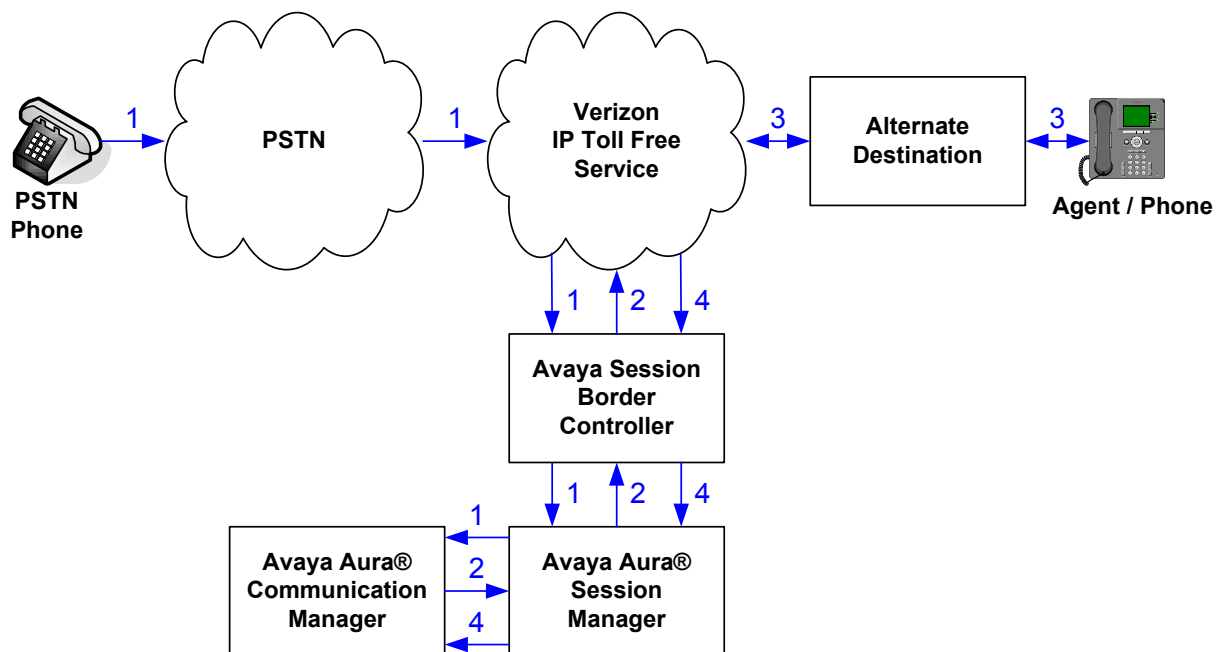 1
PSTN
Phone
PSTN
1
Verizon
IP Toll Free
Service
3
Alternate
Destination
3
Agent / Phone
1
2
4
Avaya Session
Border
Controller
1
2
4
1
2
4
Avaya Aura®
Communication
Manager
Avaya Aura®
Session
Manager